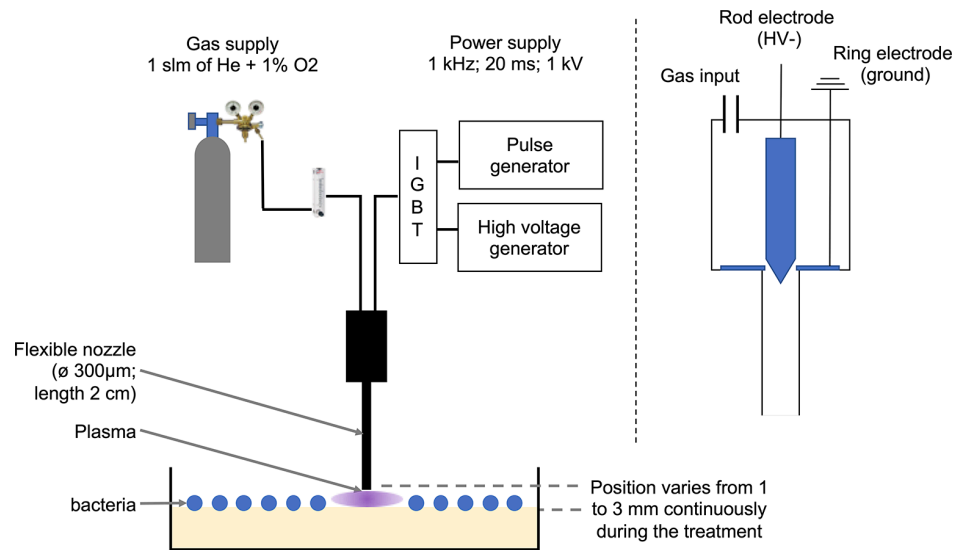 Gas supply
1 slm of He + 1% O2
Power supply
1 kHz; 20 ms; 1 kV
Rod electrode
(HV-)
Ring electrode
(ground)
Gas input
I
G
B
T
Pulse
generator
High voltage
generator
Flexible nozzle
(ø 300µm;
length 2 cm)
Plasma
bacteria
Position varies from 1
to 3 mm continuously
during the treatment